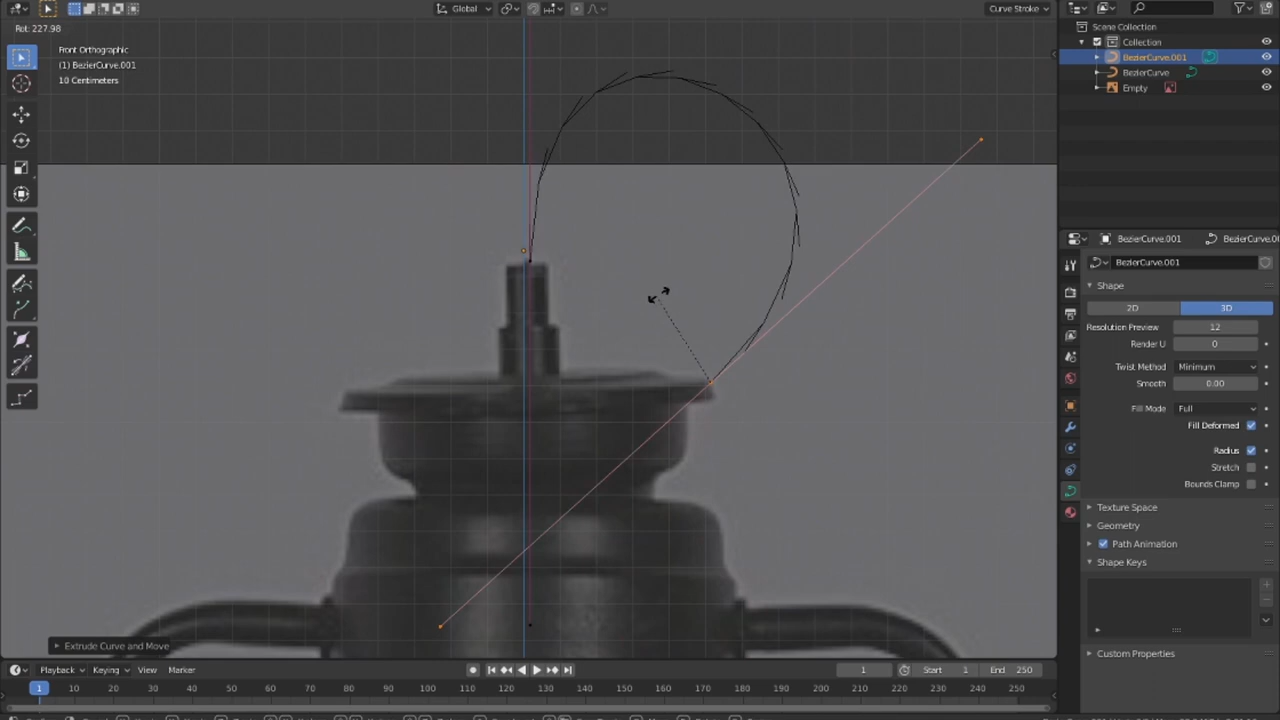 Global
Curve Stroke
Rot: 227.98
Front Orthographic
(1) BezierCurve.001
10 Centimeters
Scene Collection
Collection
BezierCurve.001
BezierCurve
Empty
BezierCurve.001
BezierCurve.00
BezierCurve.001
Shape
2D 3D
Resolution Preview 12
Render U 0
Twist Method Minimum
Smooth 0.00
Fill Mode Full
Fill Deformed
Radius
Stretch
Bounds Clamp
Texture Space
Geometry
Path Animation
Shape Keys
Custom Properties
Extrude Curve and Move
Playback Keying View Marker
1 Start 1 End 250
1 10 20 30 40 50 60 70 80 90 100 110 120 130 140 150 160 170 180 190 200 210 220 230 240 250